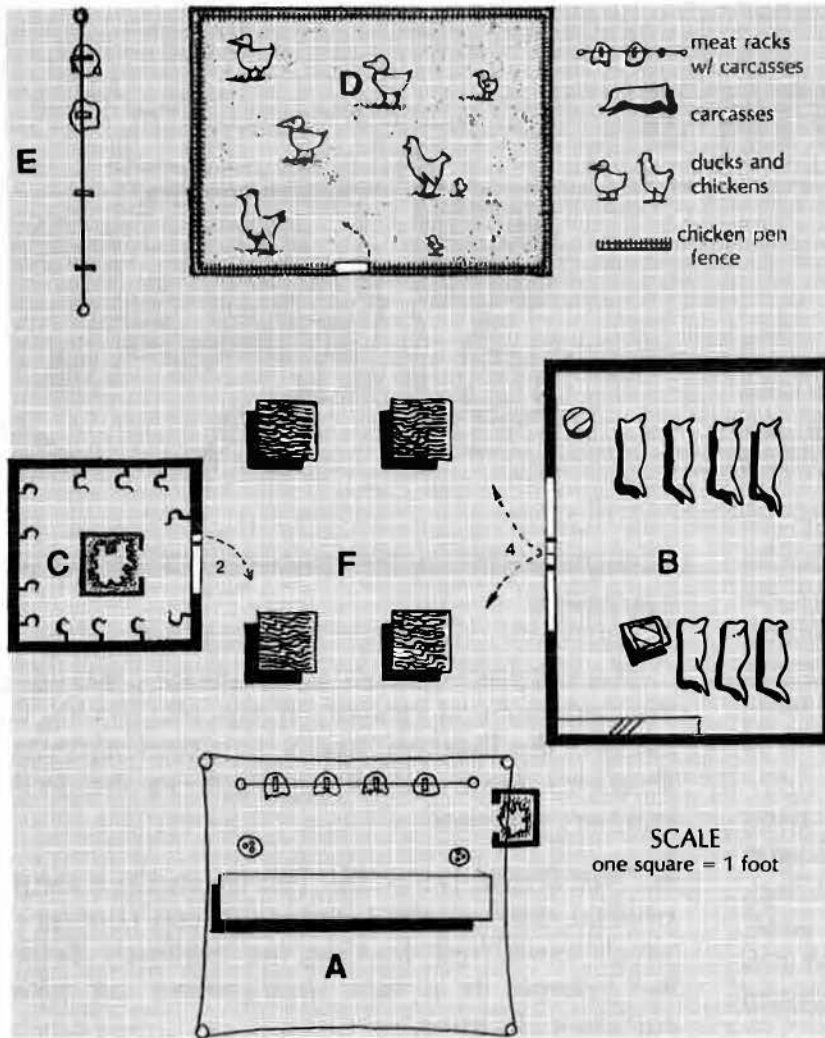 meat racks
w/ carcasses
D
carcasses
E
ducks and
chickens
chicken pen
fence
C
2
F
4
B
SCALE
one square = 1 foot
A